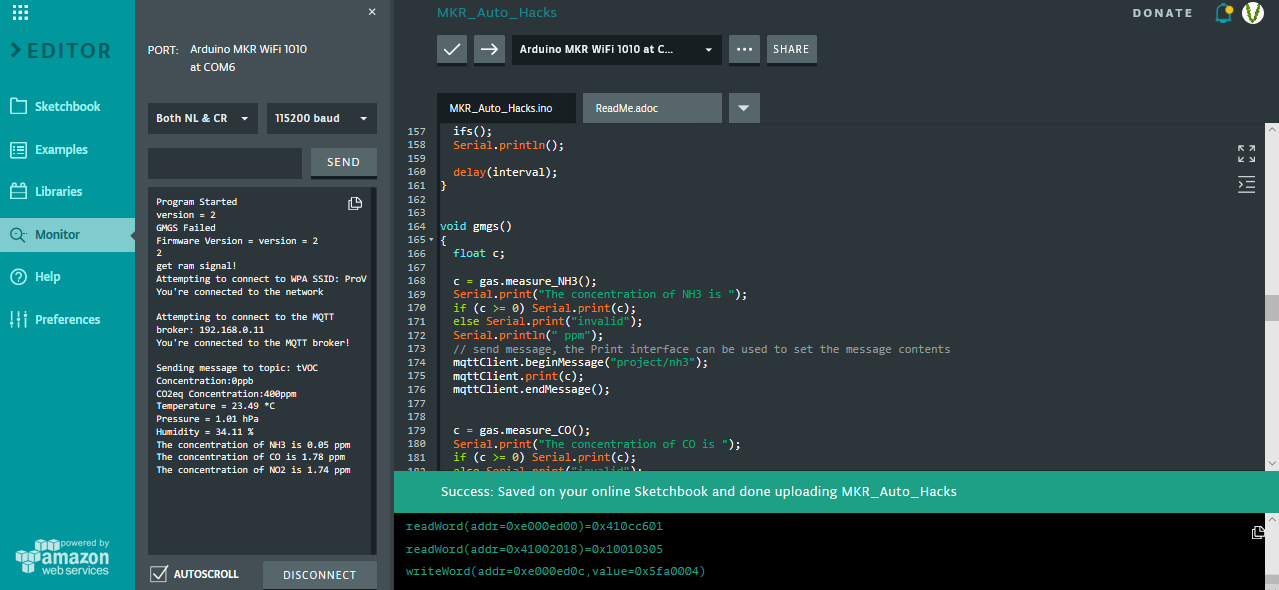 EDITOR
Sketchbook
Examples
Libraries
Monitor
Help
Preferences
powered by
amazon
web services
×
PORT: Arduino MKR WiFi 1010
at COM6
Both NL & CR
115200 baud
SEND
Program Started
version = 2
GMGS Failed
Firmware Version = version = 2
2
get ram signal!
Attempting to connect to WPA SSID: ProV
You're connected to the network
Attempting to connect to the MQTT
broker: 192.168.0.11
You're connected to the MQTT broker!
Sending message to topic: tVOC
Concentration:0ppb
CO2eq Concentration:400ppm
Temperature = 23.49 *C
Pressure = 1.01 hPa
Humidity = 34.11 %
The concentration of NH3 is 0.05 ppm
The concentration of CO is 1.78 ppm
The concentration of NO2 is 1.74 ppm
AUTOSCROLL
DISCONNECT
MKR_Auto_Hacks
DONATE
Arduino MKR WiFi 1010 at C...
SHARE
MKR_Auto_Hacks.ino
ReadMe.adoc
157 ifs();
158 Serial.println();
159
160 delay(interval);
161 }
162
163
164 void gmgs()
165 {
166 float c;
167
168 c = gas.measure_NH3();
169 Serial.print("The concentration of NH3 is ");
170 if (c >= 0) Serial.print(c);
171 else Serial.print("invalid");
172 Serial.println(" ppm");
173 // send message, the Print interface can be used to set the message contents
174 mqttClient.beginMessage("project/nh3");
175 mqttClient.print(c);
176 mqttClient.endMessage();
177
178
179 c = gas.measure_CO();
180 Serial.print("The concentration of CO is ");
181 if (c >= 0) Serial.print(c);
182 else Serial.print("invalid");
Success: Saved on your online Sketchbook and done uploading MKR_Auto_Hacks
readWord(addr=0xe000ed00)=0x410cc601
readWord(addr=0x41002018)=0x10010305
writeWord(addr=0xe000ed0c,value=0x5fa0004)